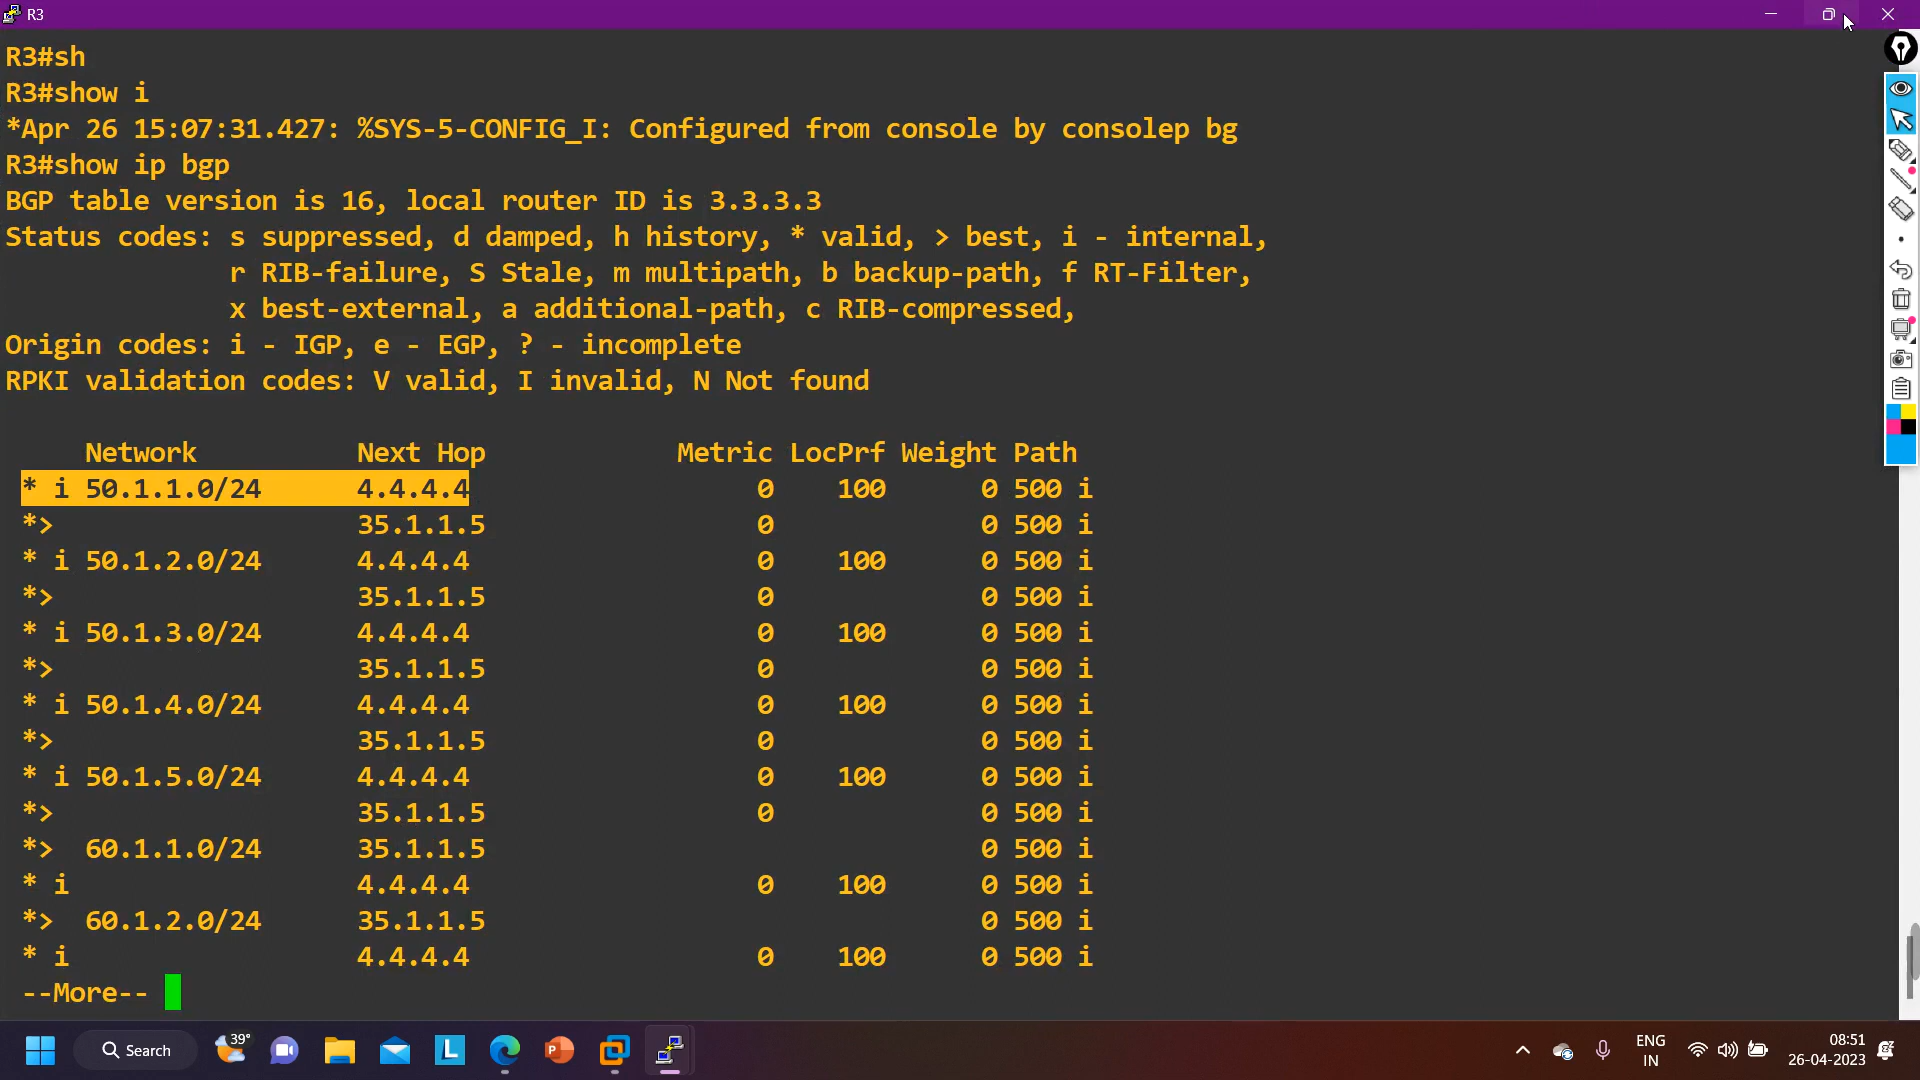 R3
R3#sh
R3#show i
*Apr 26 15:07:31.427: %SYS-5-CONFIG_I: Configured from console by consolep bg
R3#show ip bgp
BGP table version is 16, local router ID is 3.3.3.3
Status codes: s suppressed, d damped, h history, * valid, > best, i - internal,
r RIB-failure, S Stale, m multipath, b backup-path, f RT-Filter,
x best-external, a additional-path, c RIB-compressed,
Origin codes: i - IGP, e - EGP, ? - incomplete
RPKI validation codes: V valid, I invalid, N Not found
Network Next Hop Metric LocPrf Weight Path
* i 50.1.1.0/24 4.4.4.4 0 100 0 500 i
*> 35.1.1.5 0 0 500 i
* i 50.1.2.0/24 4.4.4.4 0 100 0 500 i
*> 35.1.1.5 0 0 500 i
* i 50.1.3.0/24 4.4.4.4 0 100 0 500 i
*> 35.1.1.5 0 0 500 i
* i 50.1.4.0/24 4.4.4.4 0 100 0 500 i
*> 35.1.1.5 0 0 500 i
* i 50.1.5.0/24 4.4.4.4 0 100 0 500 i
*> 35.1.1.5 0 0 500 i
*> 60.1.1.0/24 35.1.1.5 0 500 i
* i 4.4.4.4 0 100 0 500 i
*> 60.1.2.0/24 35.1.1.5 0 500 i
* i 4.4.4.4 0 100 0 500 i
--More--
Search 39° L P ENG 08:51
IN 26-04-2023